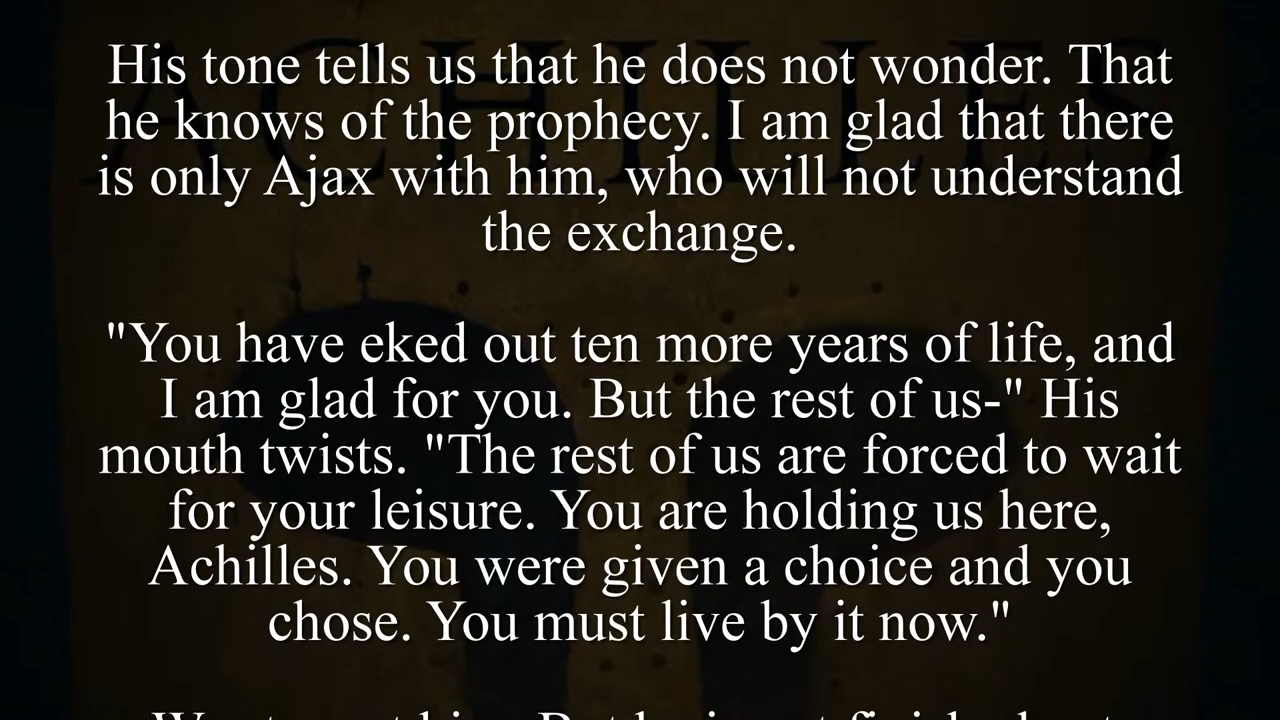 ACHILLES
His tone tells us that he does not wonder. That
he knows of the prophecy. I am glad that there
is only Ajax with him, who will not understand
the exchange.
"You have eked out ten more years of life, and
I am glad for you. But the rest of us-" His
mouth twists. "The rest of us are forced to wait
for your leisure. You are holding us here,
Achilles. You were given a choice and you
chose. You must live by it now."